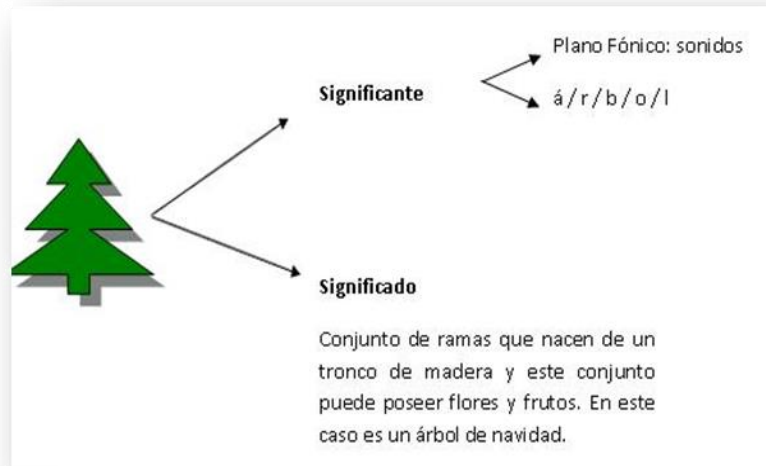 Plano Fónico: sonidos
Significante
á / r / b / o / l
Significado
Conjunto de ramas que nacen de un
tronco de madera y este conjunto
puede poseer flores y frutos. En este
caso es un árbol de navidad.